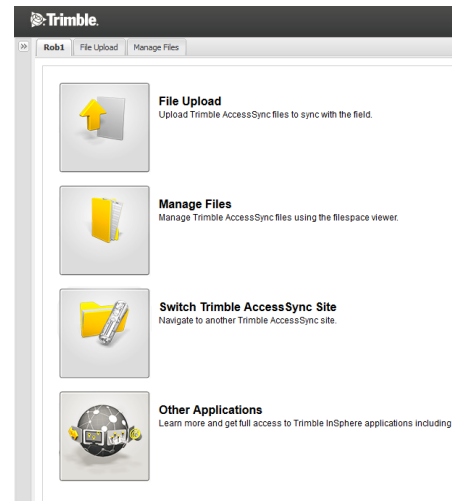 Trimble.
Rob1 File Upload Manage Files
File Upload
Upload Trimble AccessSync files to sync with the field.
Manage Files
Manage Trimble AccessSync files using the filespace viewer.
Switch Trimble AccessSync Site
Navigate to another Trimble AccessSync site.
Other Applications
Learn more and get full access to Trimble InSphere applications including